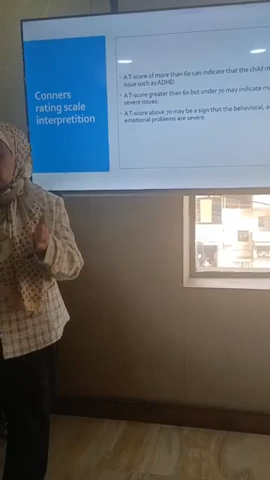 Conners
rating scale
interpretition
A T-score of more than 60 can indicate that the child m
issue such as ADHD
A T-score greater than 60 but under 70 may indicate mo
severe issues.
A T-score above 70 may be a sign that the behavioral, a
emotional problems are severe.